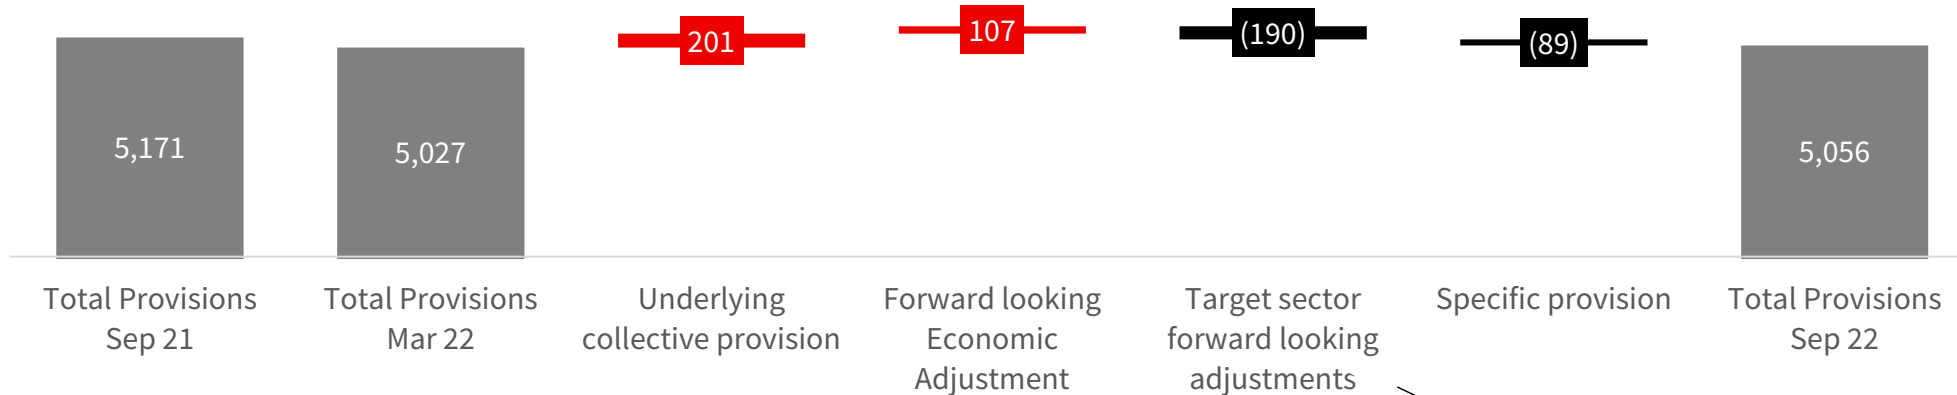 201
107
(190)
(89)
5,171
5,027
5,056
Total Provisions
Sep 21
Total Provisions
Mar 22
Underlying
collective provision
Forward looking
Economic
Adjustment
Target sector
forward looking
adjustments
Specific provision
Total Provisions
Sep 22